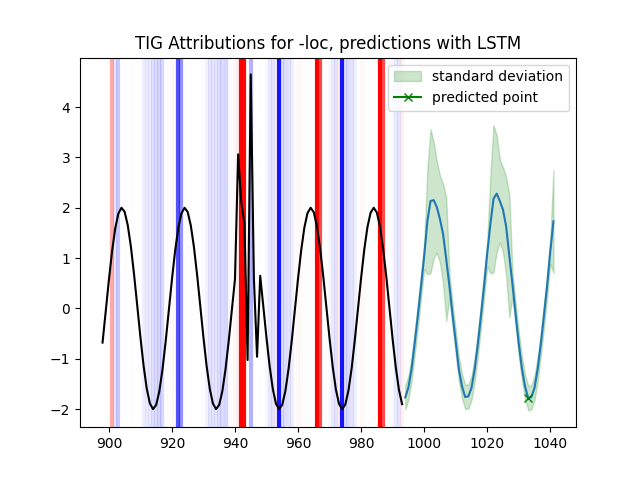 TIG Attributions for -loc, predictions with LSTM
standard deviation
predicted point
4
3
2
1
0
−1
−2
900 920 940 960 980 1000 1020 1040